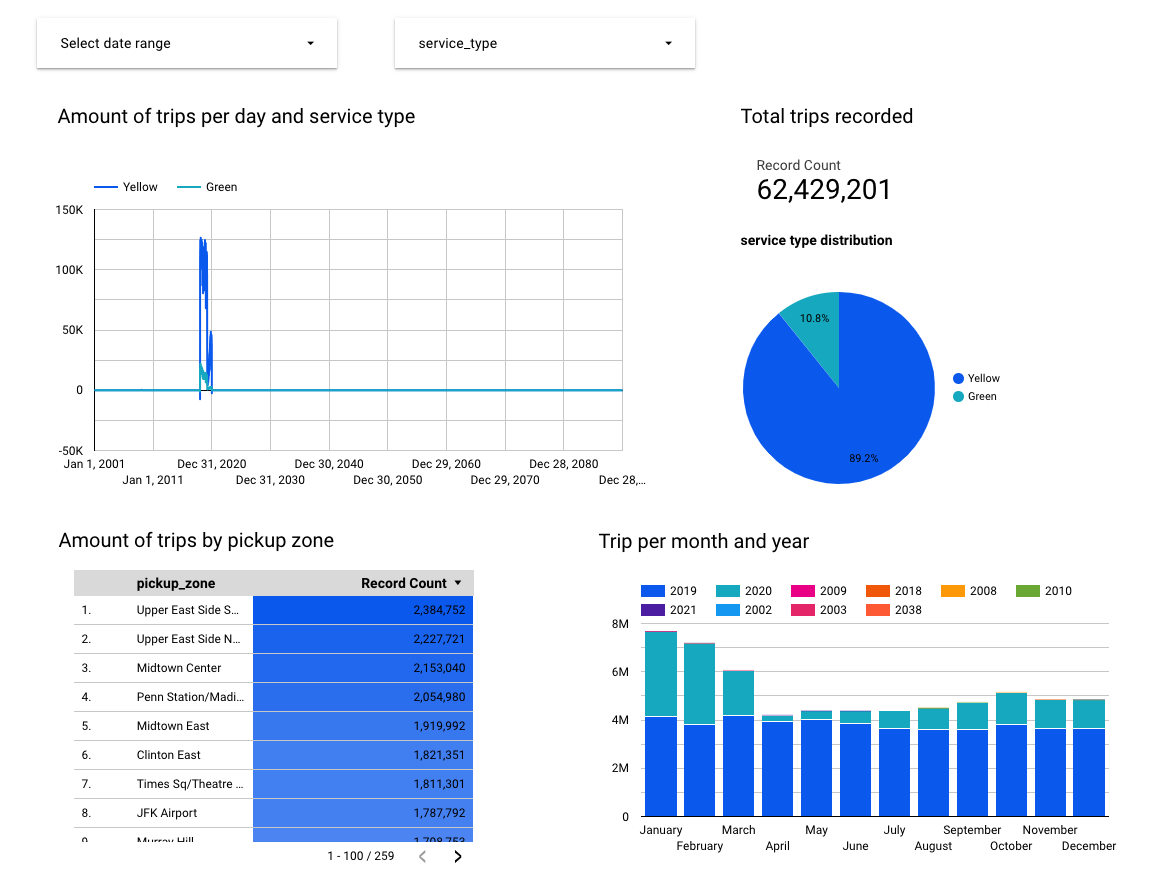 Select date range
service_type
Amount of trips per day and service type
Yellow Green
150K
100K
50K
0
-50K
Jan 1, 2001 Dec 31, 2020 Dec 30, 2040 Dec 29, 2060 Dec 28, 2080
Jan 1, 2011 Dec 31, 2030 Dec 30, 2050 Dec 29, 2070 Dec 28,...
Total trips recorded
Record Count
62,429,201
service type distribution
10.8%
89.2%
Yellow
Green
Amount of trips by pickup zone
pickup_zone Record Count
1. Upper East Side S... 2,384,752
2. Upper East Side N... 2,227,721
3. Midtown Center 2,153,040
4. Penn Station/Madi... 2,054,980
5. Midtown East 1,919,992
6. Clinton East 1,821,351
7. Times Sq/Theatre ... 1,811,301
8. JFK Airport 1,787,792
9. Murray Hill 1,708,753
1 - 100 / 259
Trip per month and year
2019 2020 2009 2018 2008 2010
2021 2002 2003 2038
8M
6M
4M
2M
0
January March May July September November
February April June August October December